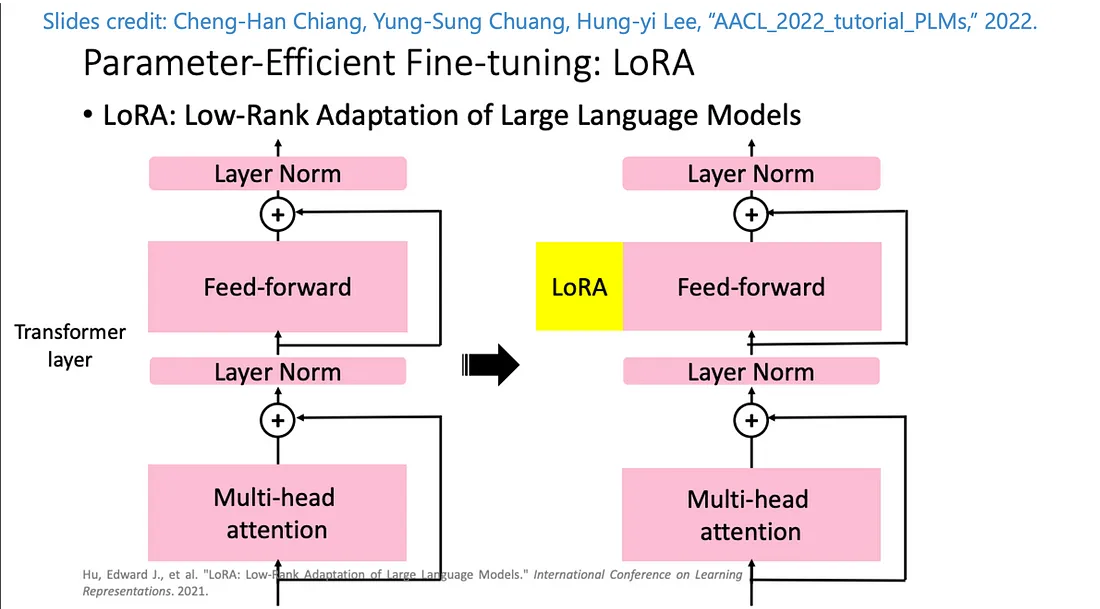 Slides credit: Cheng-Han Chiang, Yung-Sung Chuang, Hung-yi Lee, “AACL_2022_tutorial_PLMs,” 2022.
Parameter-Efficient Fine-tuning: LoRA
• LoRA: Low-Rank Adaptation of Large Language Models
Layer Norm
+
Feed-forward
Transformer
layer
Layer Norm
+
Multi-head
attention
Layer Norm
+
LoRA
Feed-forward
Layer Norm
+
Multi-head
attention
Hu, Edward J., et al. "LoRA: Low-Rank Adaptation of Large Language Models." International Conference on Learning
Representations. 2021.